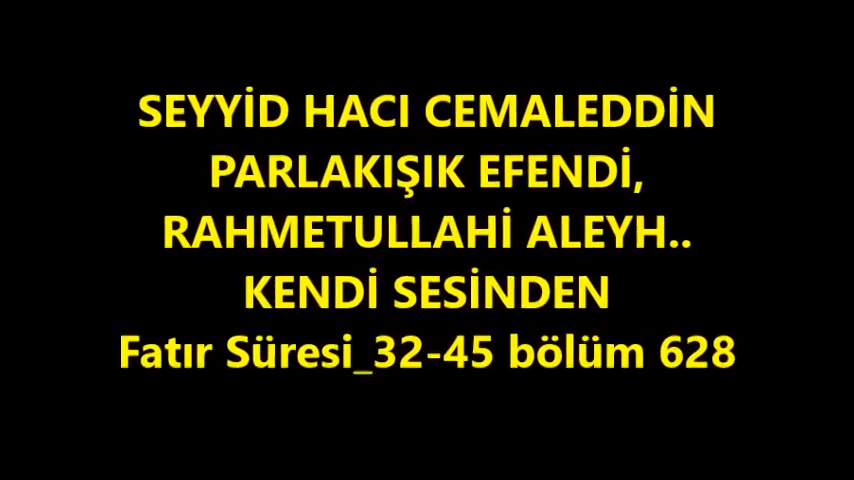 SEYYİD HACI CEMALEDDİN
PARLAKIŞIK EFENDİ,
RAHMETULLAHİ ALEYH..
KENDİ SESİNDEN
Fatır Süresi_32-45 bölüm 628